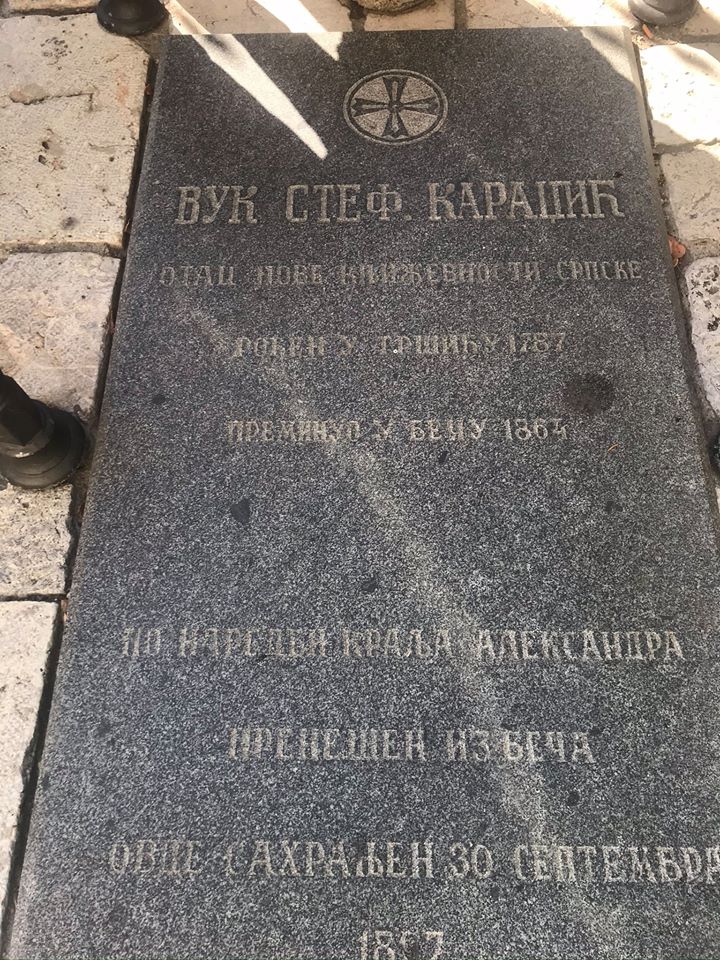 ВУК СТЕФ. КАРАЏИЋ
ОТАЦ НОВЕ КЊИЖЕВНОСТИ СРПСКЕ
РОЂЕН У ТРШИЋУ 1787
ПРЕМИНУО У БЕЧУ 1864
ПО НАРЕДБИ КРАЉА АЛЕКСАНДРА
ПРЕНЕШЕН ИЗ БЕЧА
ОВДЕ САХРАЊЕН 30 СЕПТЕМБРА
1897